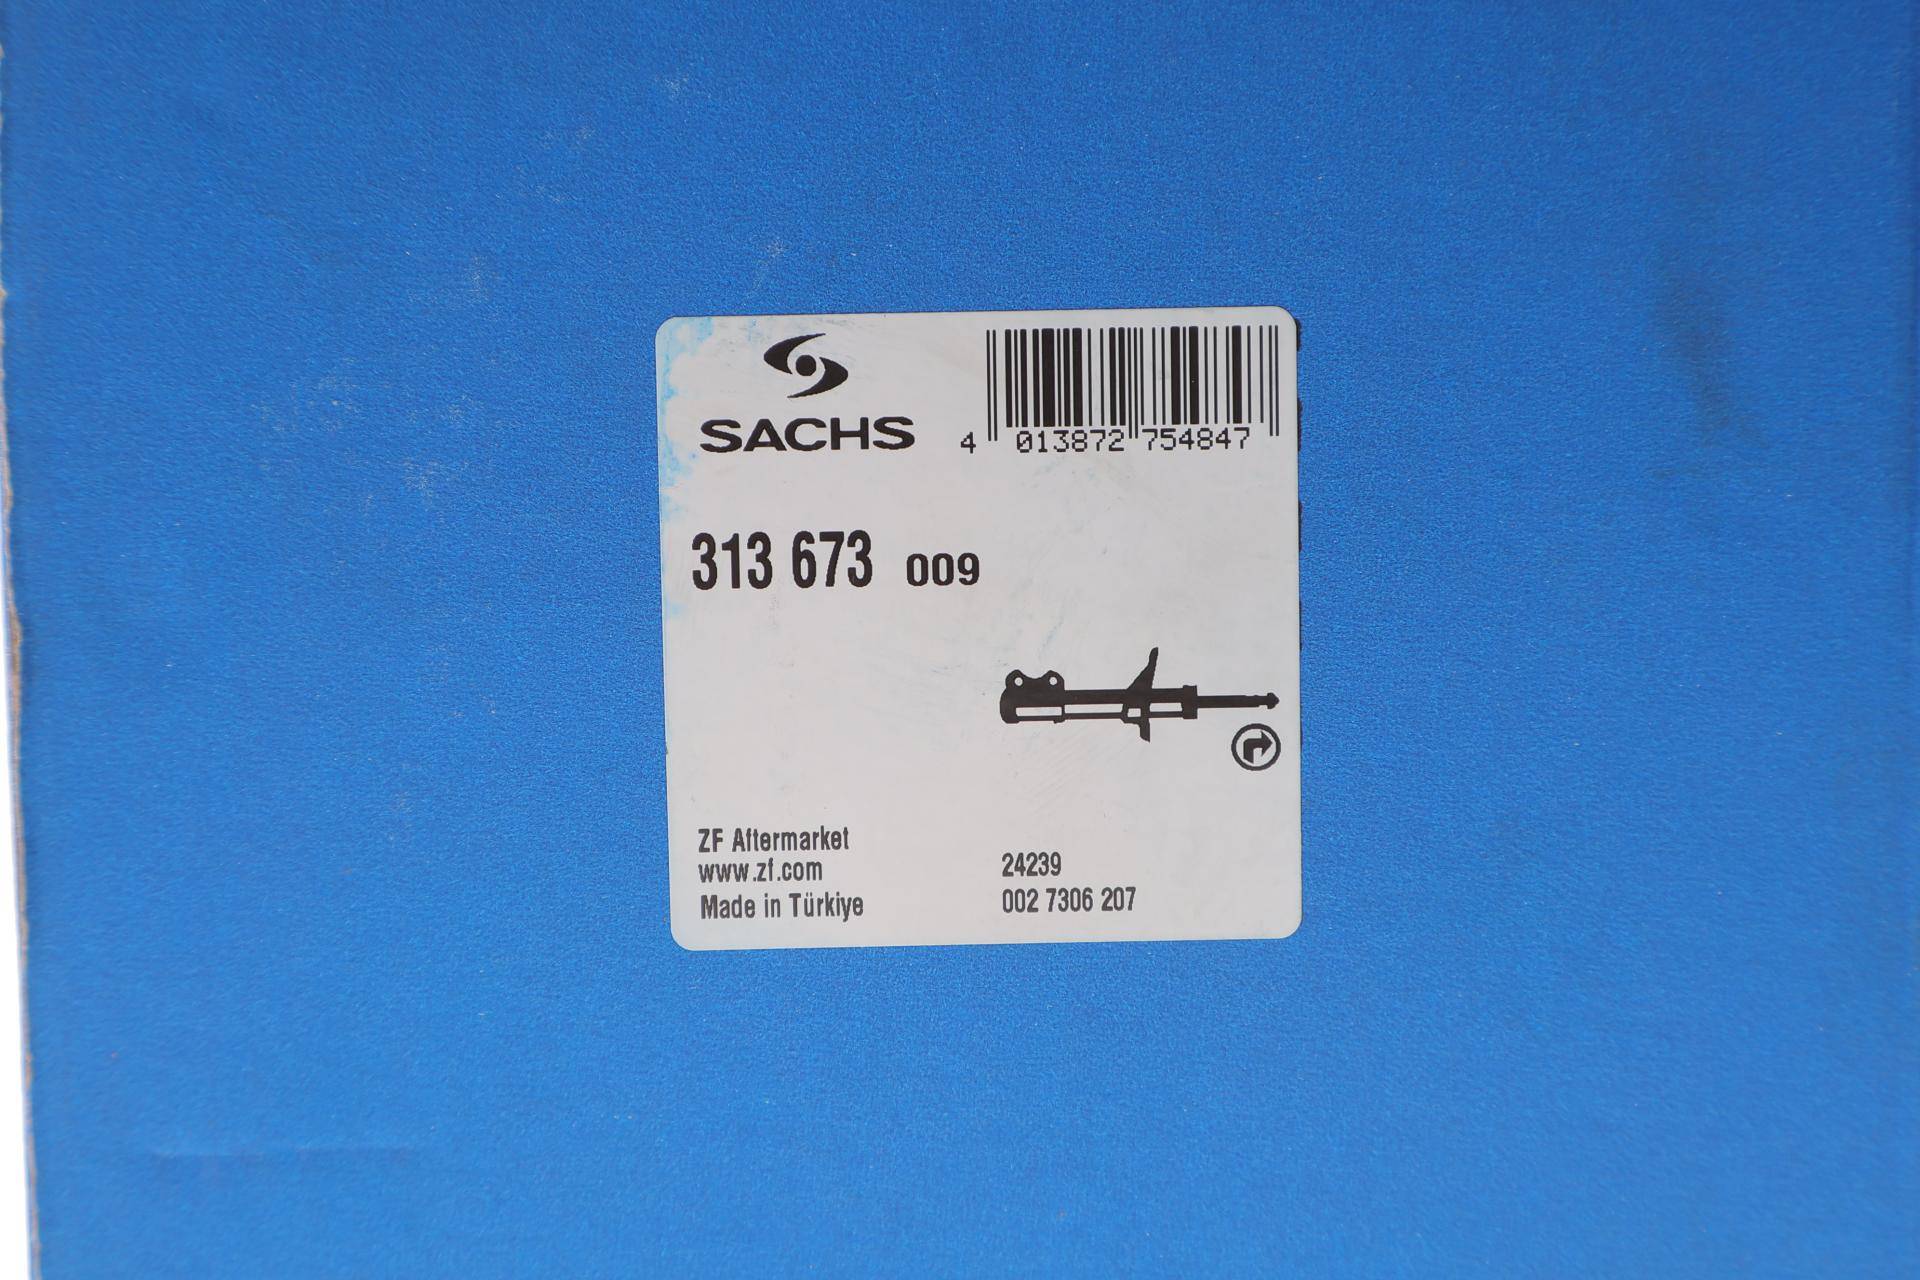 SACHS
4 013872 754847
313 673 009
ZF Aftermarket
www.zf.com
Made in Türkiye
24239
002 7306 207